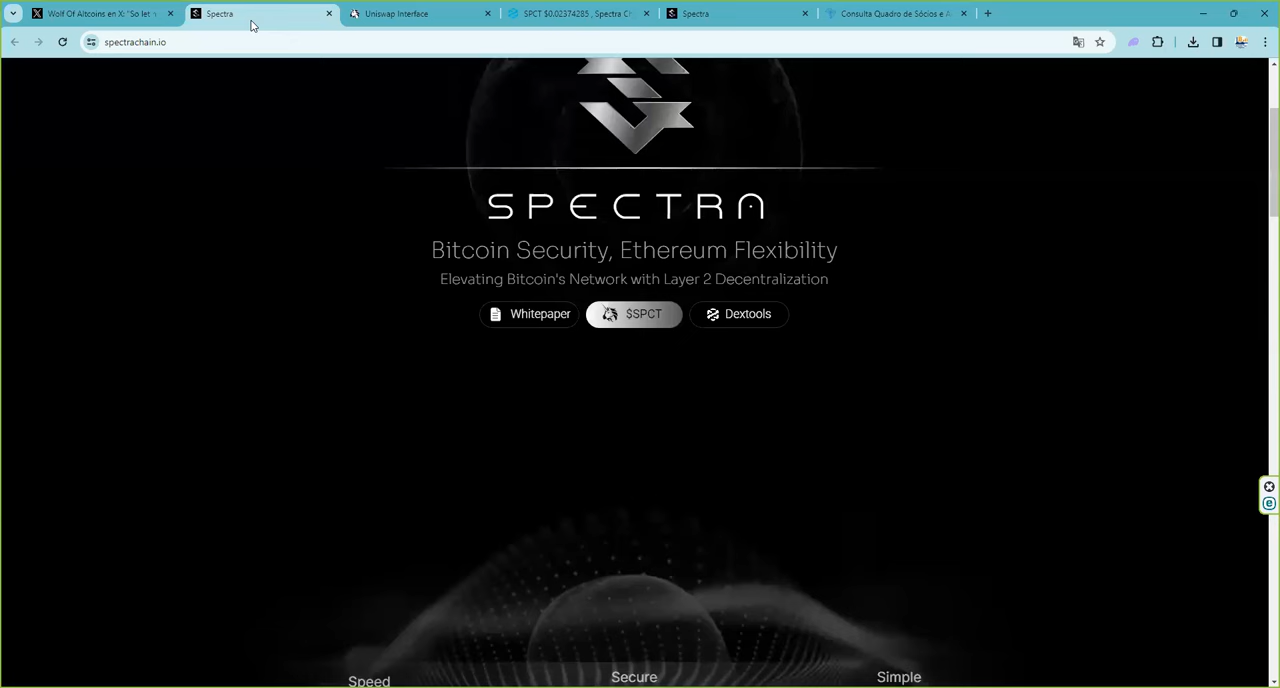 Wolf Of Altcoins en X: "So let
Spectra
Uniswap Interface
SPCT $0.02374285 , Spectra Ch
Spectra
Consulta Quadro de Sócios e A
spectrachain.io
SPECTRA
Bitcoin Security, Ethereum Flexibility
Elevating Bitcoin's Network with Layer 2 Decentralization
Whitepaper
$SPCT
Dextools
Speed
Secure
Simple